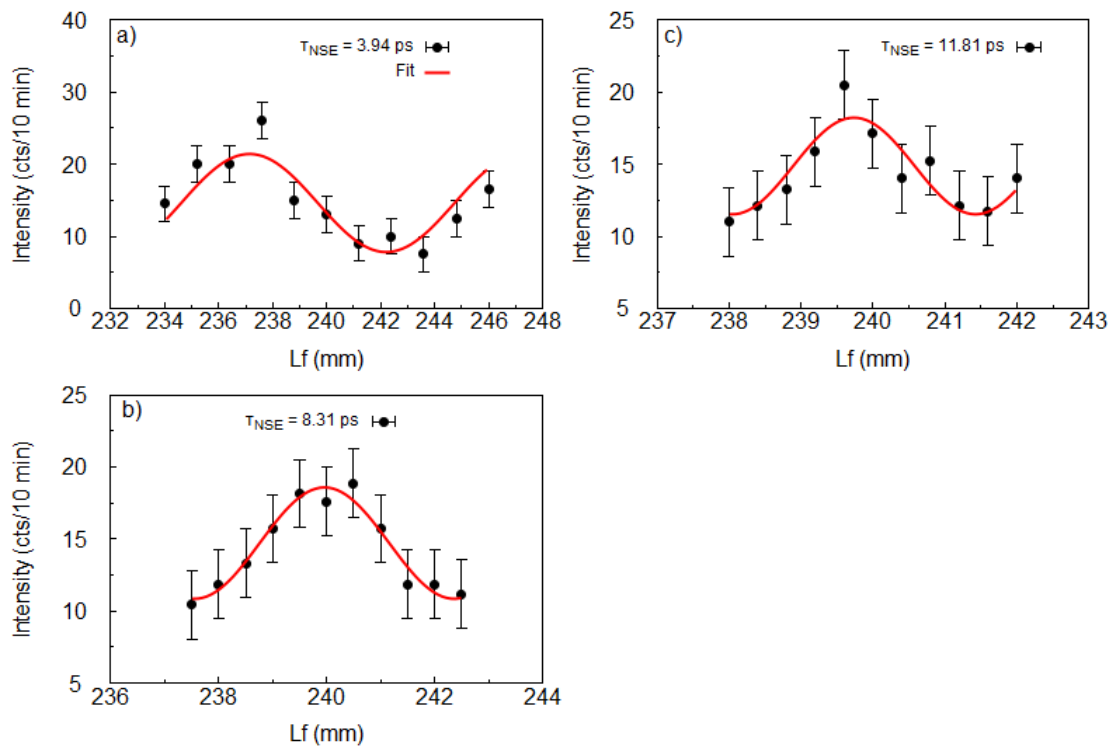 a)
τNSE = 3.94 ps
Fit
Intensity (cts/10 min)
40
30
20
10
0
232 234 236 238 240 242 244 246 248
Lf (mm)
c)
τNSE = 11.81 ps
Intensity (cts/10 min)
25
20
15
10
5
237 238 239 240 241 242 243
Lf (mm)
b)
τNSE = 8.31 ps
Intensity (cts/10 min)
25
20
15
10
5
236 238 240 242 244
Lf (mm)